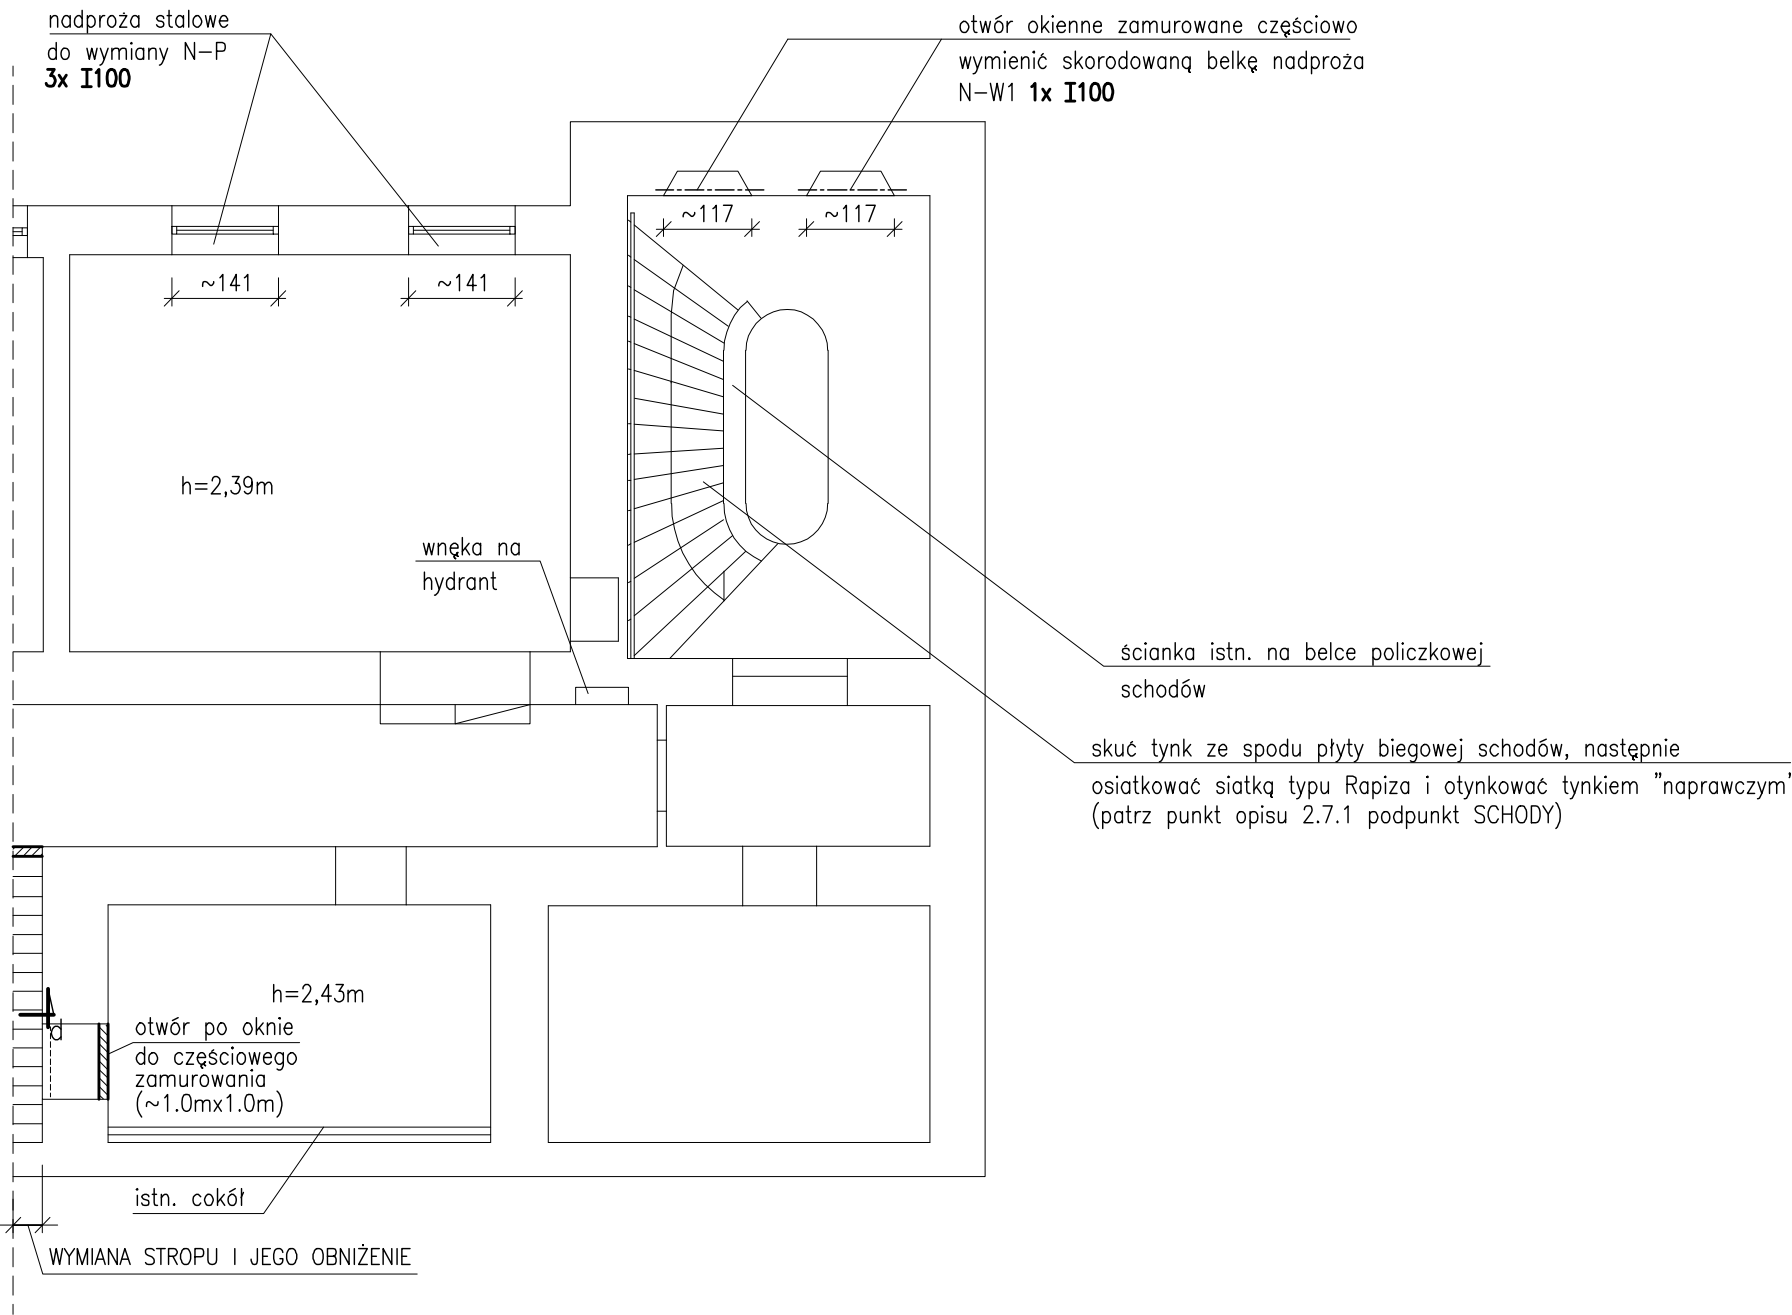 nadproża stalowe
do wymiany N-P
3x I100
otwór okienne zamurowane częściowo
wymienić skorodowaną belkę nadproża
N-W1 1x I100
~117
~117
~141
~141
h=2,39m
wnęka na
hydrant
ścianka istn. na belce policzkowej
schodów
skuć tynk ze spodu płyty biegowej schodów, następnie
osiatkować siatką typu Rapiza i otynkować tynkiem "naprawczym"
(patrz punkt opisu 2.7.1 podpunkt SCHODY)
h=2,43m
d
otwór po oknie
do częściowego
zamurowania
(~1.0mx1.0m)
istn. cokół
WYMIANA STROPU I JEGO OBNIŻENIE